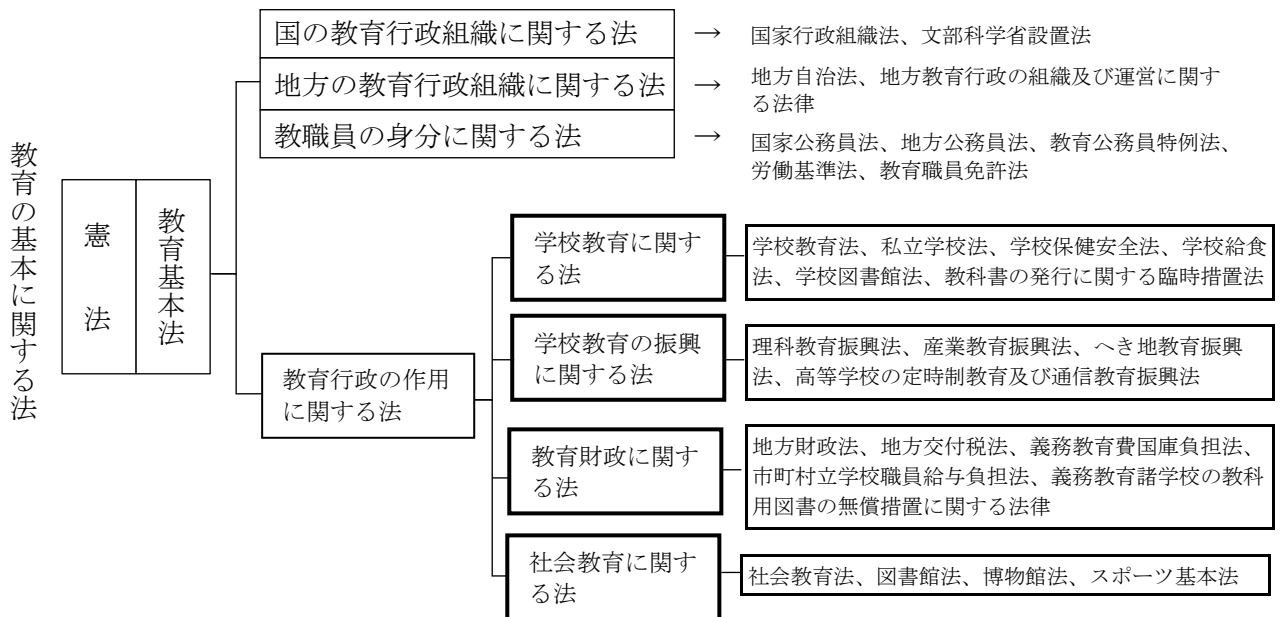 教育の基本に関する法
憲法
教育基本法
国の教育行政組織に関する法
→
国家行政組織法、文部科学省設置法
地方の教育行政組織に関する法
→
地方自治法、地方教育行政の組織及び運営に関す
る法律
教職員の身分に関する法
→
国家公務員法、地方公務員法、教育公務員特例法、
労働基準法、教育職員免許法
教育行政の作用
に関する法
学校教育に関す
る法
学校教育法、私立学校法、学校保健安全法、学校給食
法、学校図書館法、教科書の発行に関する臨時措置法
学校教育の振興
に関する法
理科教育振興法、産業教育振興法、へき地教育振興
法、高等学校の定時制教育及び通信教育振興法
教育財政に関す
る法
地方財政法、地方交付税法、義務教育費国庫負担法、
市町村立学校職員給与負担法、義務教育諸学校の教科
用図書の無償措置に関する法律
社会教育に関す
る法
社会教育法、図書館法、博物館法、スポーツ基本法